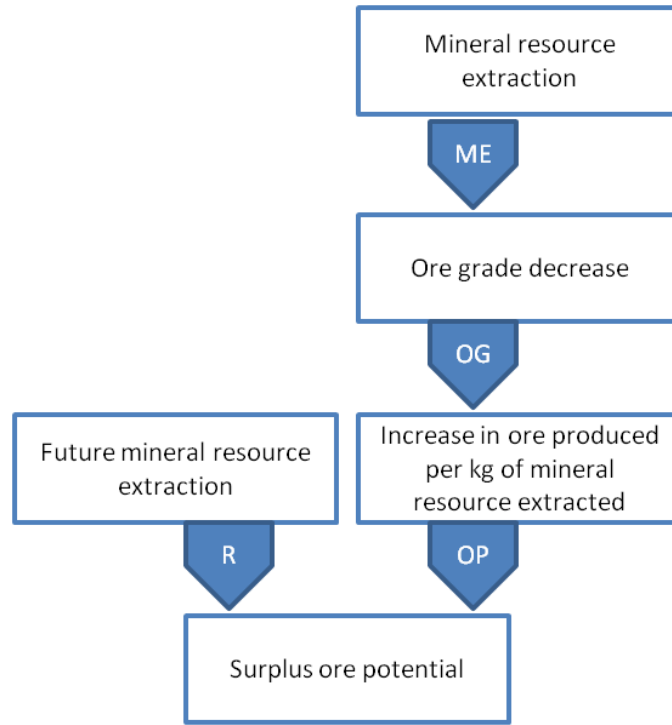 Mineral resource
extraction
ME
Ore grade decrease
OG
Future mineral resource
extraction
Increase in ore produced
per kg of mineral
resource extracted
R
OP
Surplus ore potential